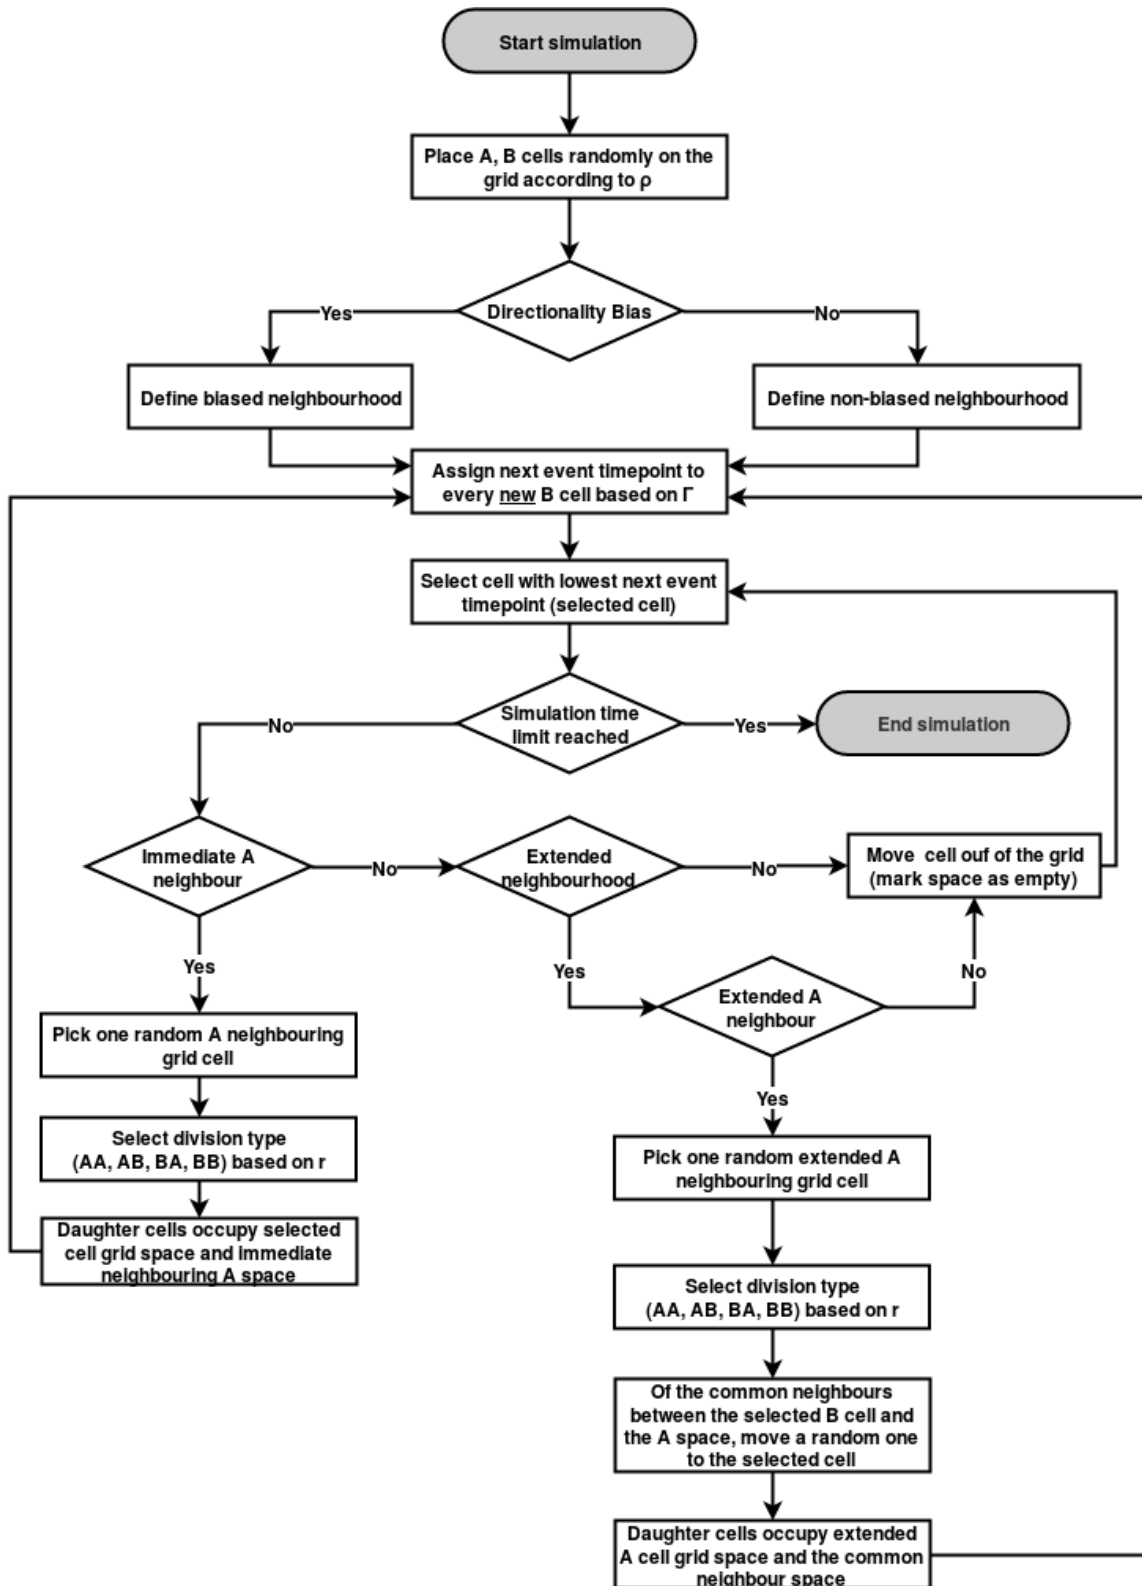 Start simulation
Place A, B cells randomly on the
grid according to ρ
Directionality Bias
Yes
No
Define biased neighbourhood
Define non-biased neighbourhood
Assign next event timepoint to
every new B cell based on Γ
Select cell with lowest next event
timepoint (selected cell)
Simulation time
limit reached
No
Yes
End simulation
Immediate A
neighbour
No
Extended
neighbourhood
No
Move cell ouf of the grid
(mark space as empty)
Yes
Yes
Extended A
neighbour
No
Pick one random A neighbouring
grid cell
Yes
Select division type
(AA, AB, BA, BB) based on r
Pick one random extended A
neighbouring grid cell
Daughter cells occupy selected
cell grid space and immediate
neighbouring A space
Select division type
(AA, AB, BA, BB) based on r
Of the common neighbours
between the selected B cell and
the A space, move a random one
to the selected cell
Daughter cells occupy extended
A cell grid space and the common
neighbour space